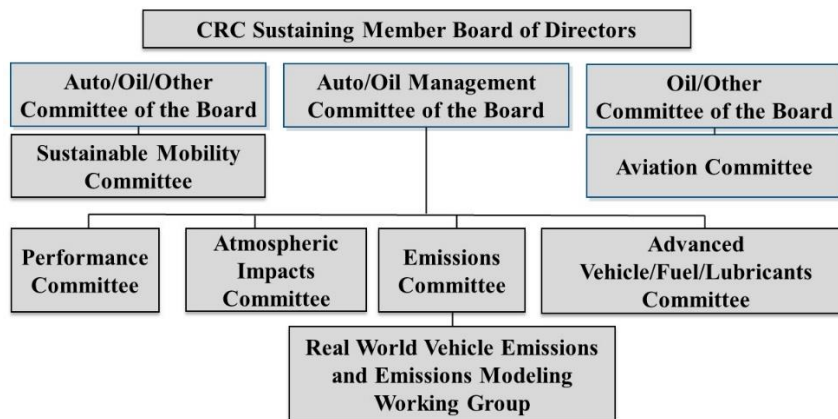 CRC Sustaining Member Board of Directors
Auto/Oil/Other
Committee of the Board
Auto/Oil Management
Committee of the Board
Oil/Other
Committee of the Board
Sustainable Mobility
Committee
Aviation Committee
Performance
Committee
Atmospheric
Impacts
Committee
Emissions
Committee
Advanced
Vehicle/Fuel/Lubricants
Committee
Real World Vehicle Emissions
and Emissions Modeling
Working Group